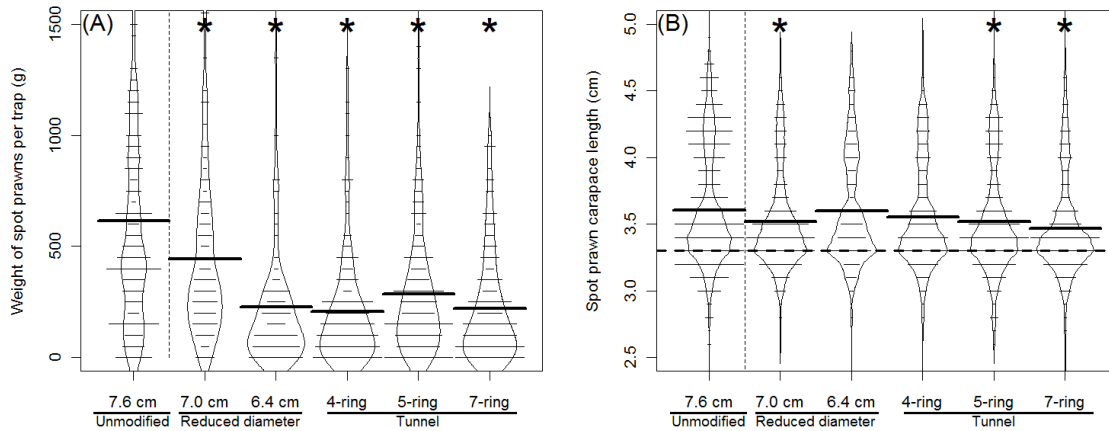 (A)
* * * * *
Weight of spot prawns per trap (g)
1500
1000
500
0
7.6 cm 7.0 cm 6.4 cm 4-ring 5-ring 7-ring
Unmodified Reduced diameter Tunnel
(B)
* * *
Spot prawn carapace length (cm)
5.0
4.5
4.0
3.5
3.0
2.5
7.6 cm 7.0 cm 6.4 cm 4-ring 5-ring 7-ring
Unmodified Reduced diameter Tunnel